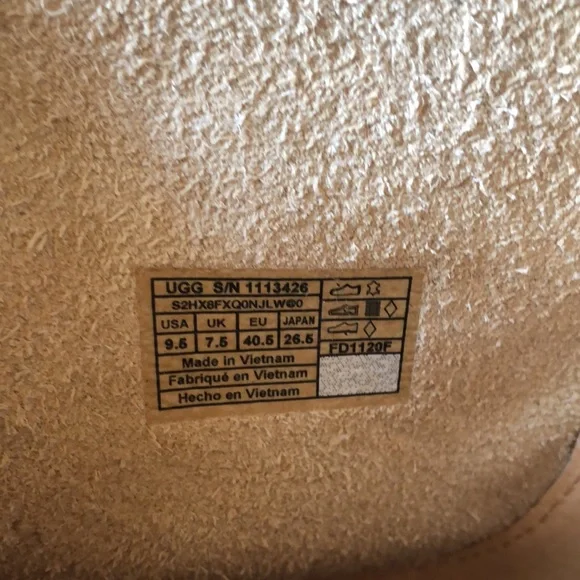 UGG S/N 1113426
S2HX8FXQ0NJLW@0
USA UK EU JAPAN
9.5 7.5 40.5 26.5
FD1120F
Made in Vietnam
Fabriqué en Vietnam
Hecho en Vietnam